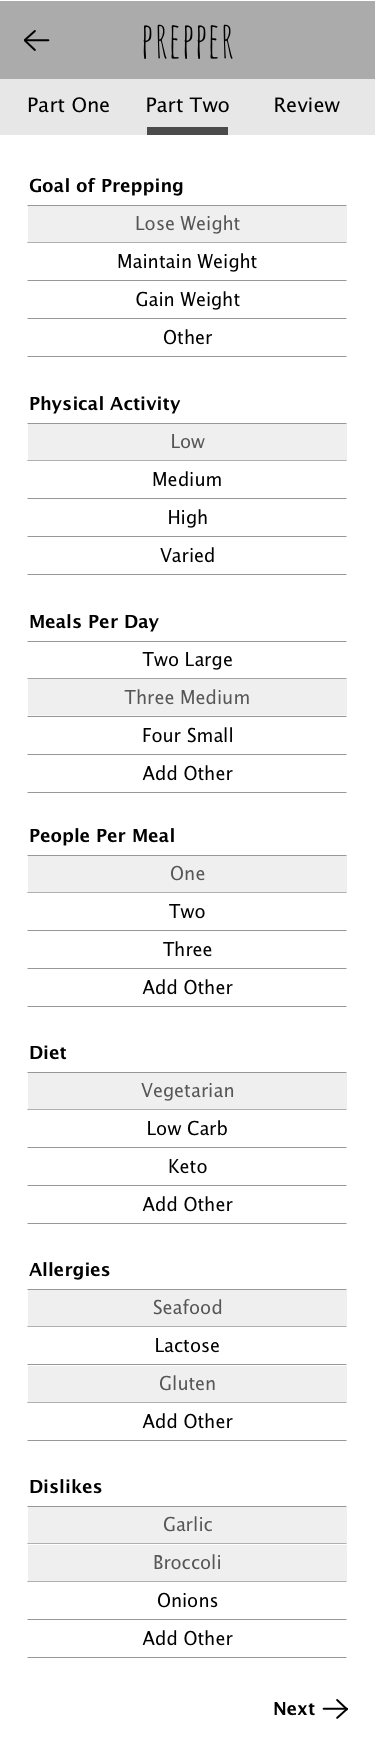 PREPPER
Part One Part Two Review
Goal of Prepping
Lose Weight
Maintain Weight
Gain Weight
Other
Physical Activity
Low
Medium
High
Varied
Meals Per Day
Two Large
Three Medium
Four Small
Add Other
People Per Meal
One
Two
Three
Add Other
Diet
Vegetarian
Low Carb
Keto
Add Other
Allergies
Seafood
Lactose
Gluten
Add Other
Dislikes
Garlic
Broccoli
Onions
Add Other
Next